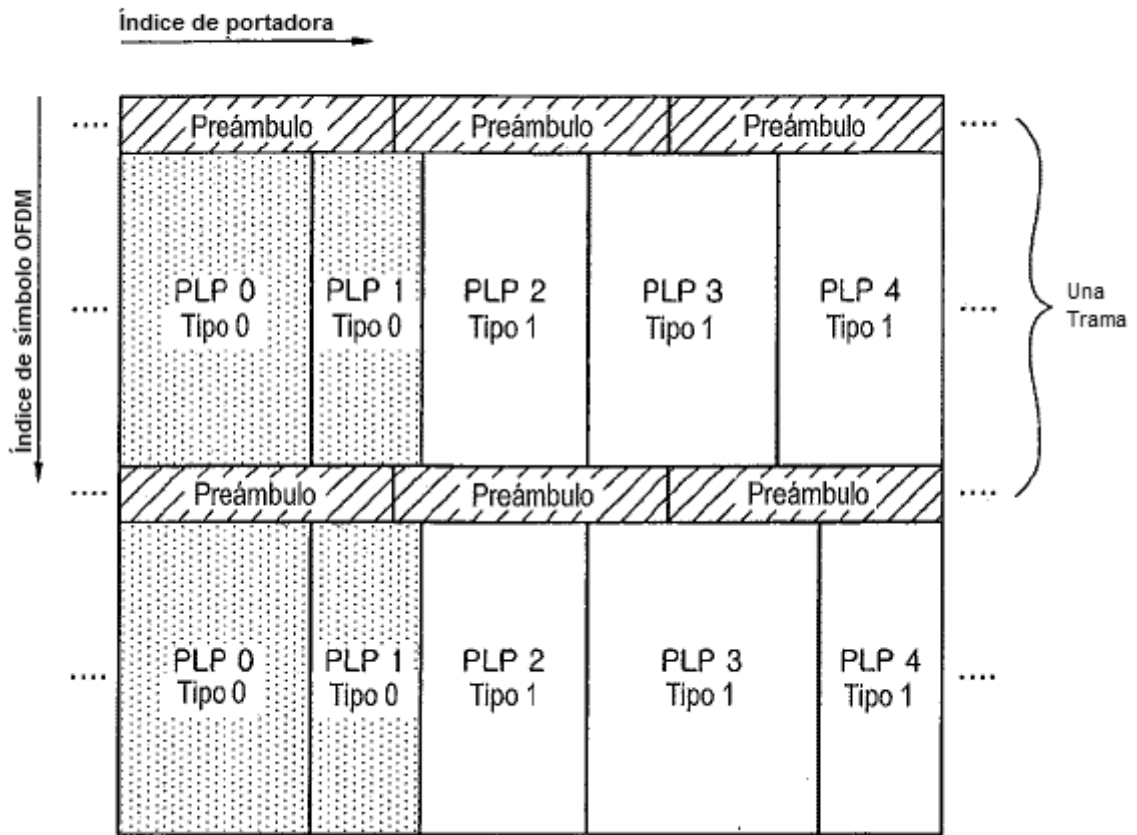 Índice de portadora
Índice de símbolo OFDM
.... Preámbulo Preámbulo Preámbulo ....
.... PLP 0 PLP 1 PLP 2 PLP 3 PLP 4 ....
Tipo 0 Tipo 0 Tipo 1 Tipo 1 Tipo 1
Una
Trama
.... Preámbulo Preámbulo Preámbulo ....
.... PLP 0 PLP 1 PLP 2 PLP 3 PLP 4 ....
Tipo 0 Tipo 0 Tipo 1 Tipo 1 Tipo 1